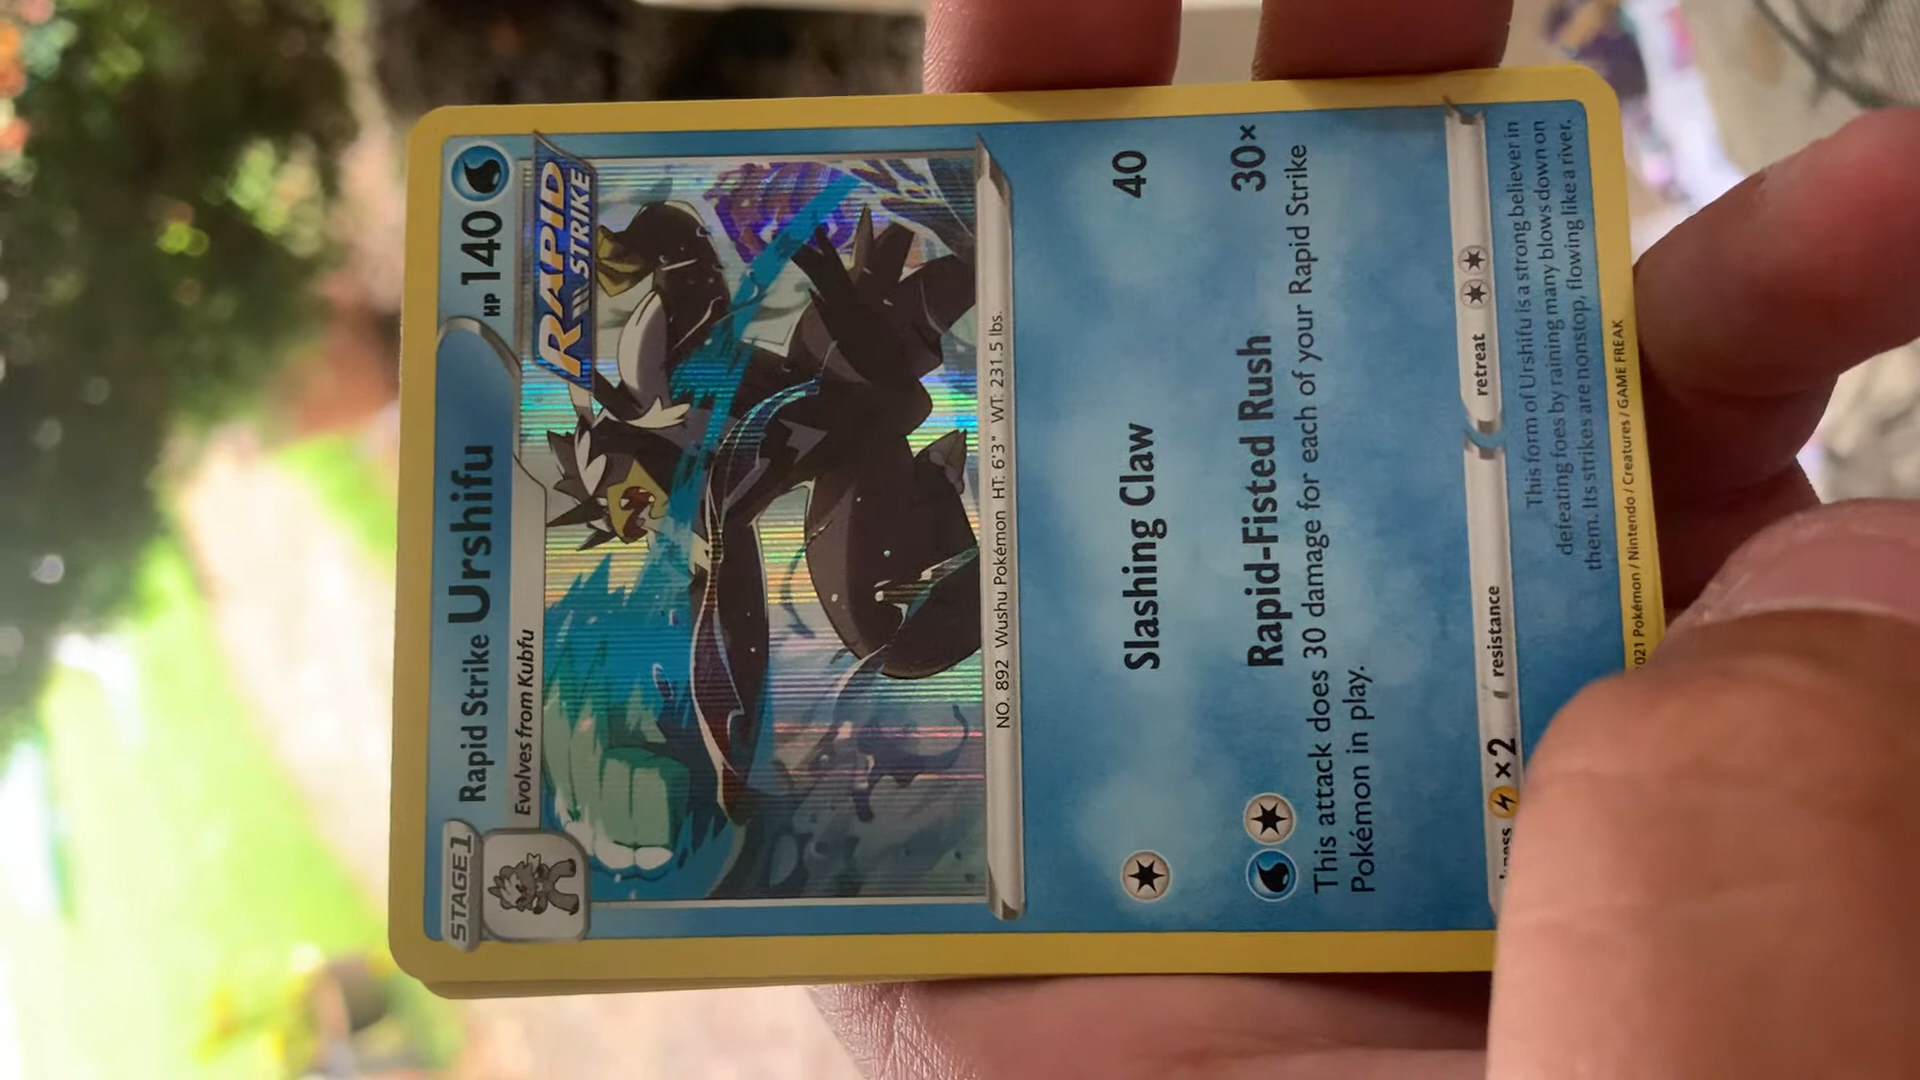 STAGE1
Rapid Strike Urshifu
HP 140
Evolves from Kubfu
RAPID
STRIKE
NO. 892 Wushu Pokémon HT: 6'3" WT: 231.5 lbs.
Slashing Claw 40
Rapid-Fisted Rush 30×
This attack does 30 damage for each of your Rapid Strike
Pokémon in play.
×2 resistance retreat
This form of Urshifu is a strong believer in
defeating foes by raining many blows down on
them. Its strikes are nonstop, flowing like a river.
Pokémon / Nintendo / Creatures / GAME FREAK